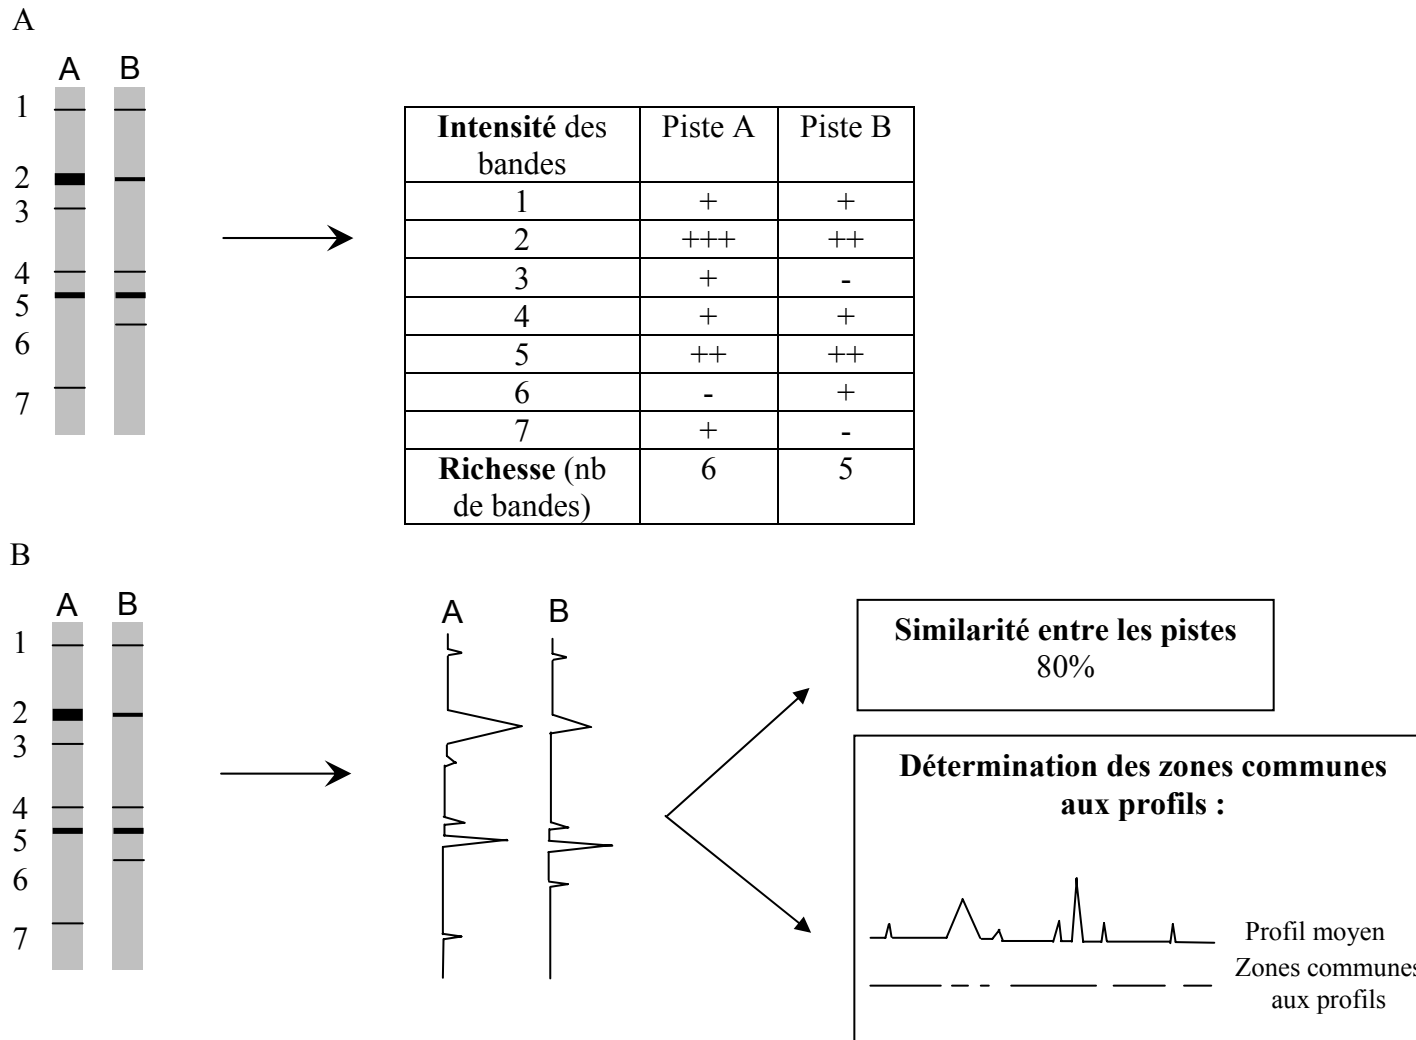 A
A B
1
2
3
4
5
6
7
Intensité des
bandes
Piste A
Piste B
1 + +
2 +++ ++
3 + -
4 + +
5 ++ ++
6 - +
7 + -
Richesse (nb
de bandes)
6 5
B
A B
1
2
3
4
5
6
7
A B
Similarité entre les pistes
80%
Détermination des zones communes
aux profils :
Profil moyen
Zones communes
aux profils